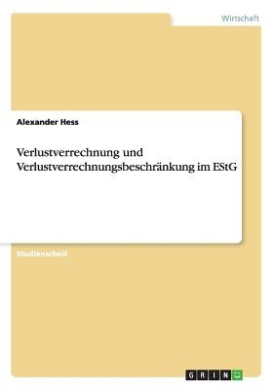 Wirtschaft
Alexander Hess
Verlustverrechnung und
Verlustverrechnungsbeschränkung im EStG
Studienarbeit
GRIN